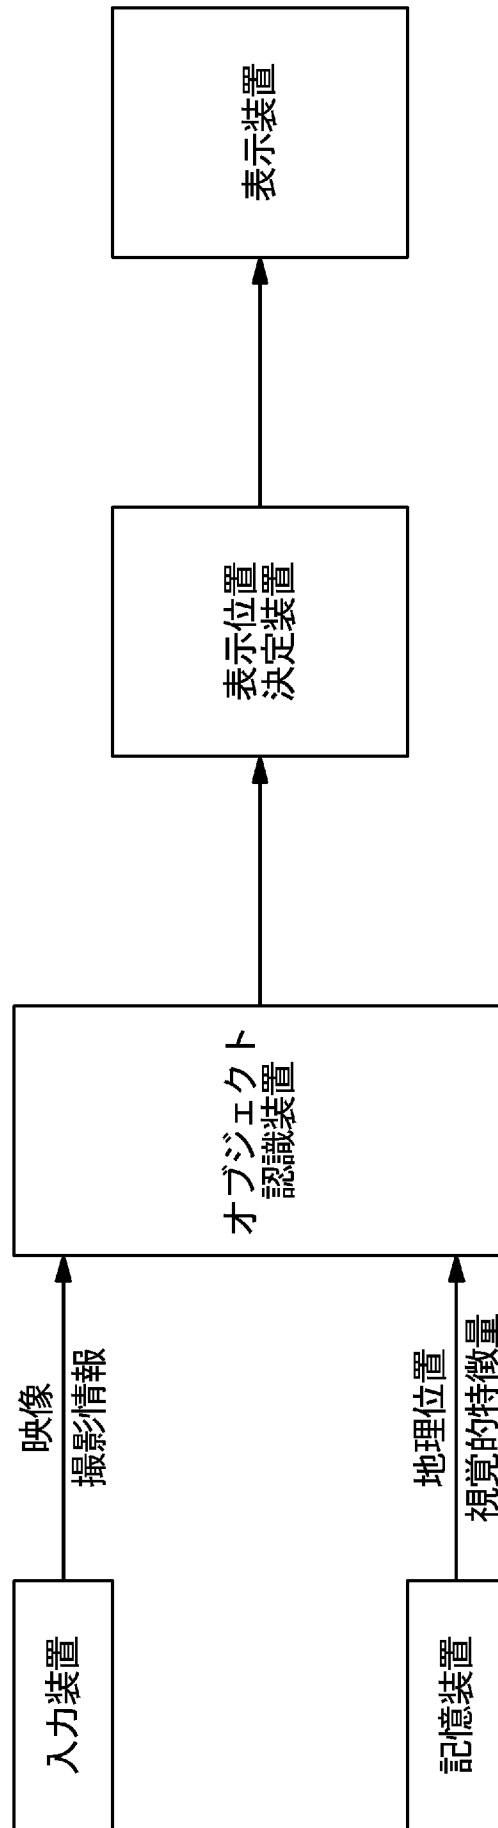 入力装置
映像
撮影情報
記憶装置
地理位置
視覚的特徴量
オブジェクト
認識装置
表示位置
決定装置
表示装置